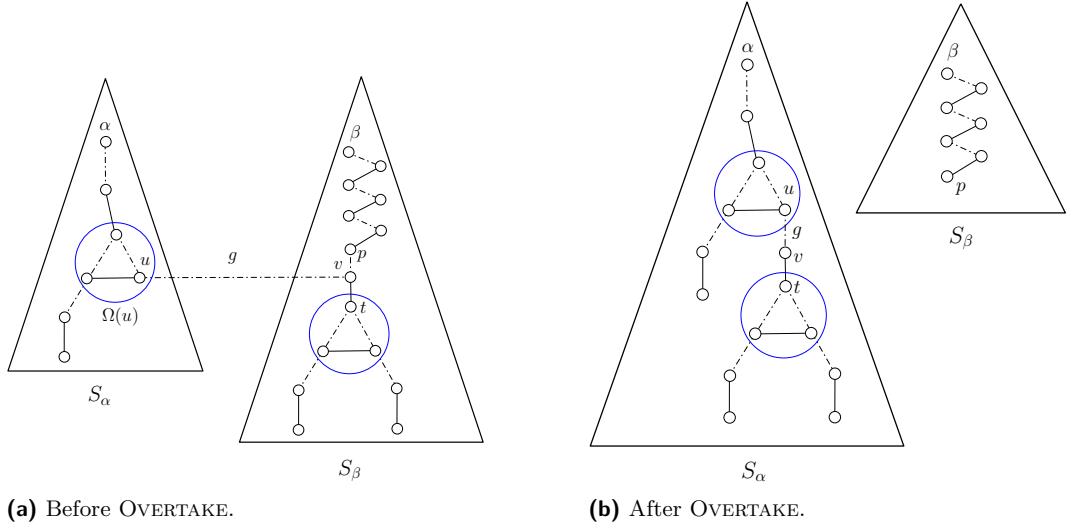 α
u
Ω(u)
g
S_α
β
p
v
t
S_β
(a) Before OVERTAKE.
α
u
g
v
t
S_α
β
p
S_β
(b) After OVERTAKE.